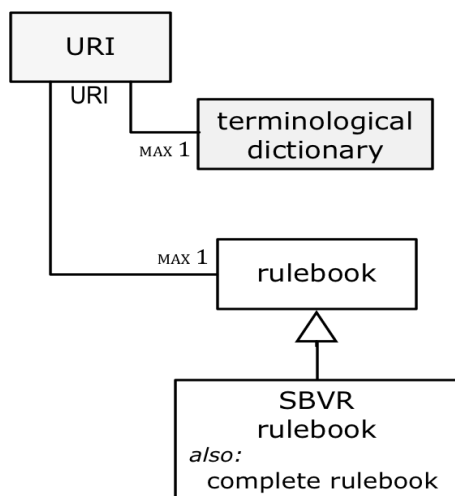 URI
URI
terminological
dictionary
MAX 1
MAX 1
rulebook
SBVR
rulebook
also:
complete rulebook